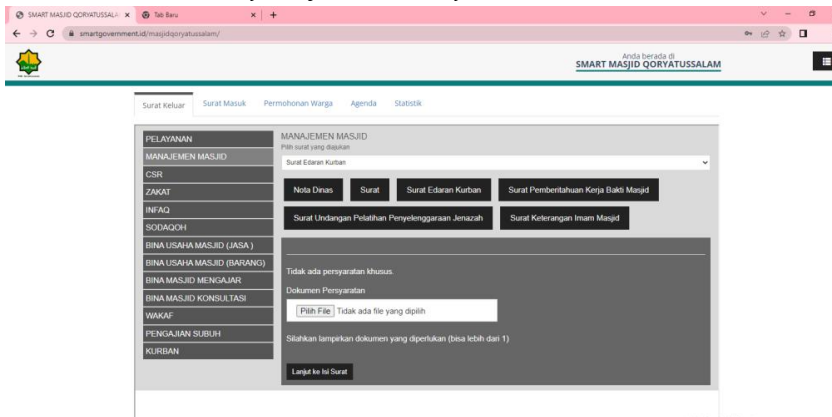 SMART MASJID QORYATUSSALA
Tab Baru
smartgovernment.id/masjidqoryatussalam/
Anda berada di
SMART MASJID QORYATUSSALAM
Surat Keluar Surat Masuk Permohonan Warga Agenda Statistik
PELAYANAN
MANAJEMEN MASJID
CSR
ZAKAT
INFAQ
SODAQOH
BINA USAHA MASJID (JASA )
BINA USAHA MASJID (BARANG)
BINA MASJID MENGAJAR
BINA MASJID KONSULTASI
WAKAF
PENGAJIAN SUBUH
KURBAN
MANAJEMEN MASJID
Pilih surat yang diajukan
Surat Edaran Kurban
Nota Dinas Surat Surat Edaran Kurban Surat Pemberitahuan Kerja Bakti Masjid
Surat Undangan Pelatihan Penyelenggaraan Jenazah Surat Keterangan Imam Masjid
Tidak ada persyaratan khusus.
Dokumen Persyaratan
Pilih File Tidak ada file yang dipilih
Silahkan lampirkan dokumen yang diperlukan (bisa lebih dari 1)
Lanjut ke Isi Surat